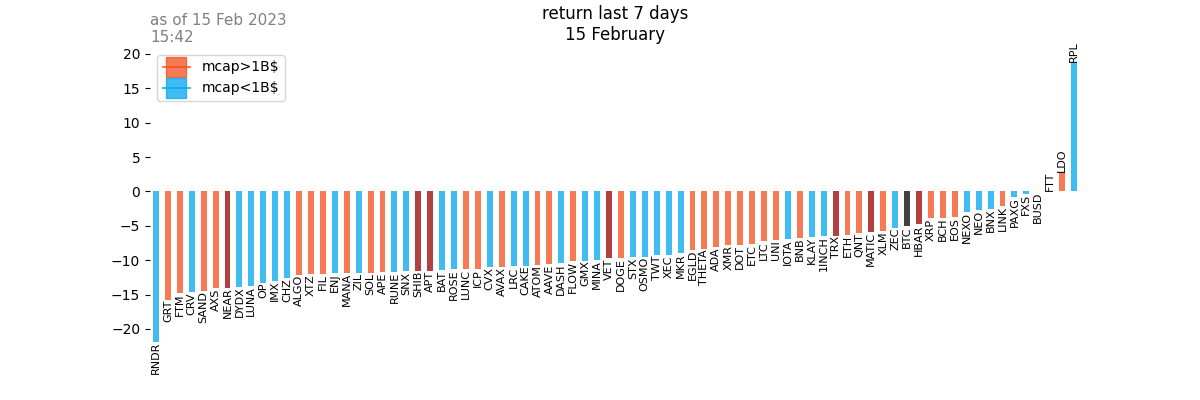 as of 15 Feb 2023
15:42
return last 7 days
15 February
mcap>1B$
mcap<1B$
20
15
10
5
0
−5
−10
−15
−20
RNDR
GRT
FTM
CRV
SAND
AXS
NEAR
DYDX
LUNA
OP
IMX
CHZ
ALGO
XTZ
FIL
ENJ
MANA
ZIL
SOL
APE
RUNE
SNX
SHIB
APT
BAT
ROSE
LUNC
ICP
CVX
AVAX
LRC
CAKE
ATOM
AAVE
DASH
FLOW
GMX
MINA
VET
DOGE
STX
OSMO
TWT
XEC
MKR
EGLD
THETA
ADA
XMR
DOT
ETC
LTC
UNI
IOTA
BNB
KLAY
1INCH
TRX
ETH
QNT
MATIC
XLM
ZEC
BTC
HBAR
XRP
BCH
EOS
NEXO
NEO
BNX
LINK
PAXG
FXS
BUSD
FTT
LDO
RPL